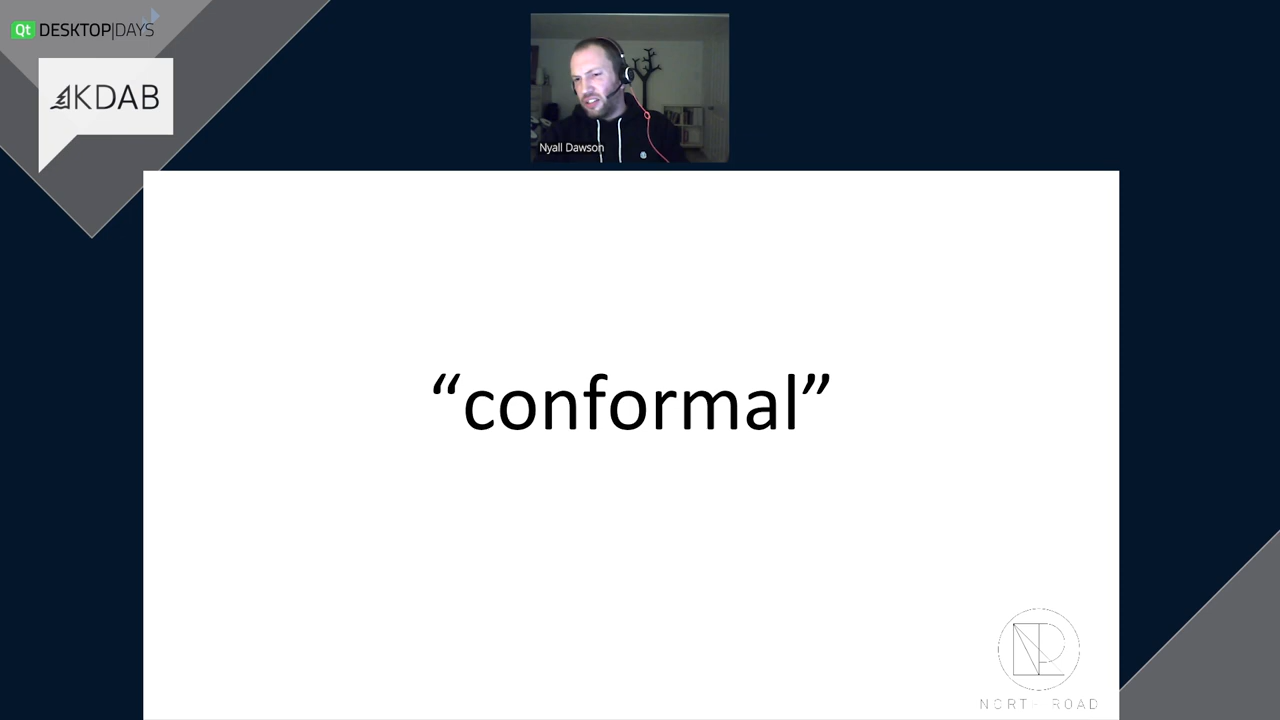 Qt DESKTOP|DAYS
KDAB
Nyall Dawson
“conformal”
NORTH ROAD